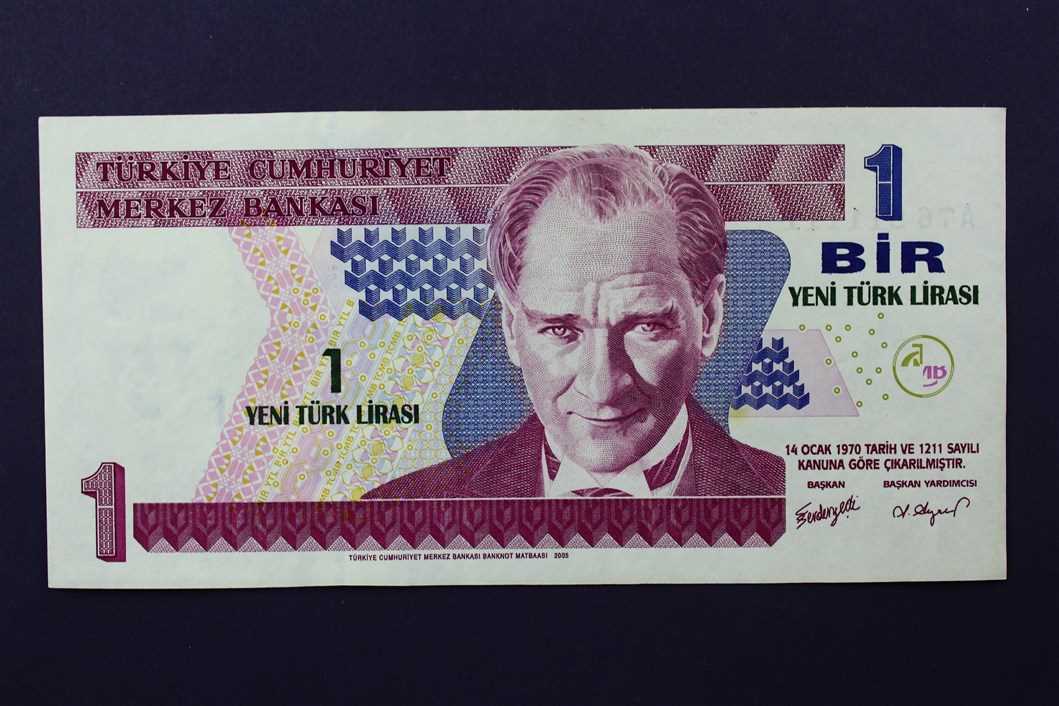 TÜRKİYE CUMHURİYET
MERKEZ BANKASI
1
BİR
YENİ TÜRK LİRASI
1
YENİ TÜRK LİRASI
14 OCAK 1970 TARİH VE 1211 SAYILI
KANUNA GÖRE ÇIKARILMIŞTIR.
BAŞKAN BAŞKAN YARDIMCISI
1
TÜRKİYE CUMHURİYET MERKEZ BANKASI BANKNOT MATBAASI 2005